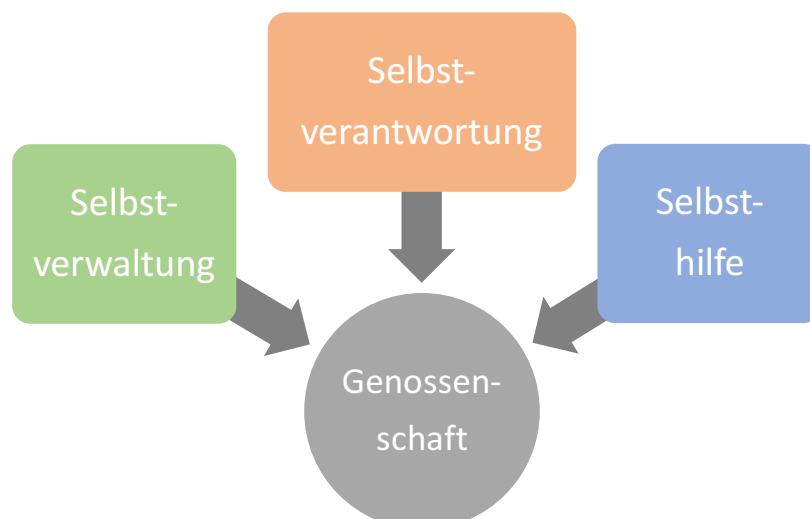 Selbst-
verwaltung
Selbst-
verantwortung
Selbst-
hilfe
Genossen-
schaft